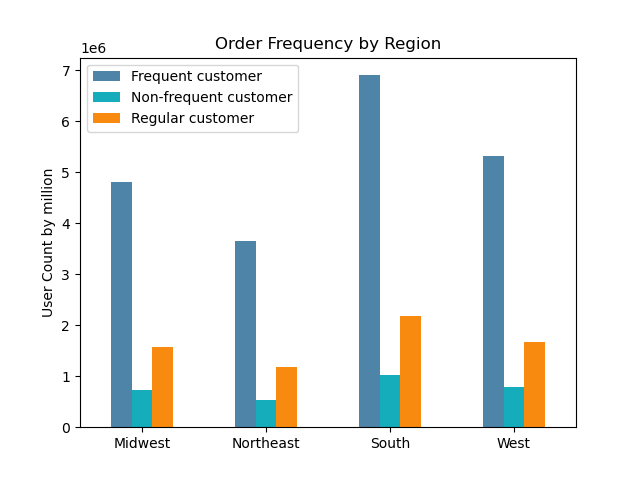 Order Frequency by Region
1e6
Frequent customer
Non-frequent customer
Regular customer
User Count by million
7
6
5
4
3
2
1
0
Midwest Northeast South West